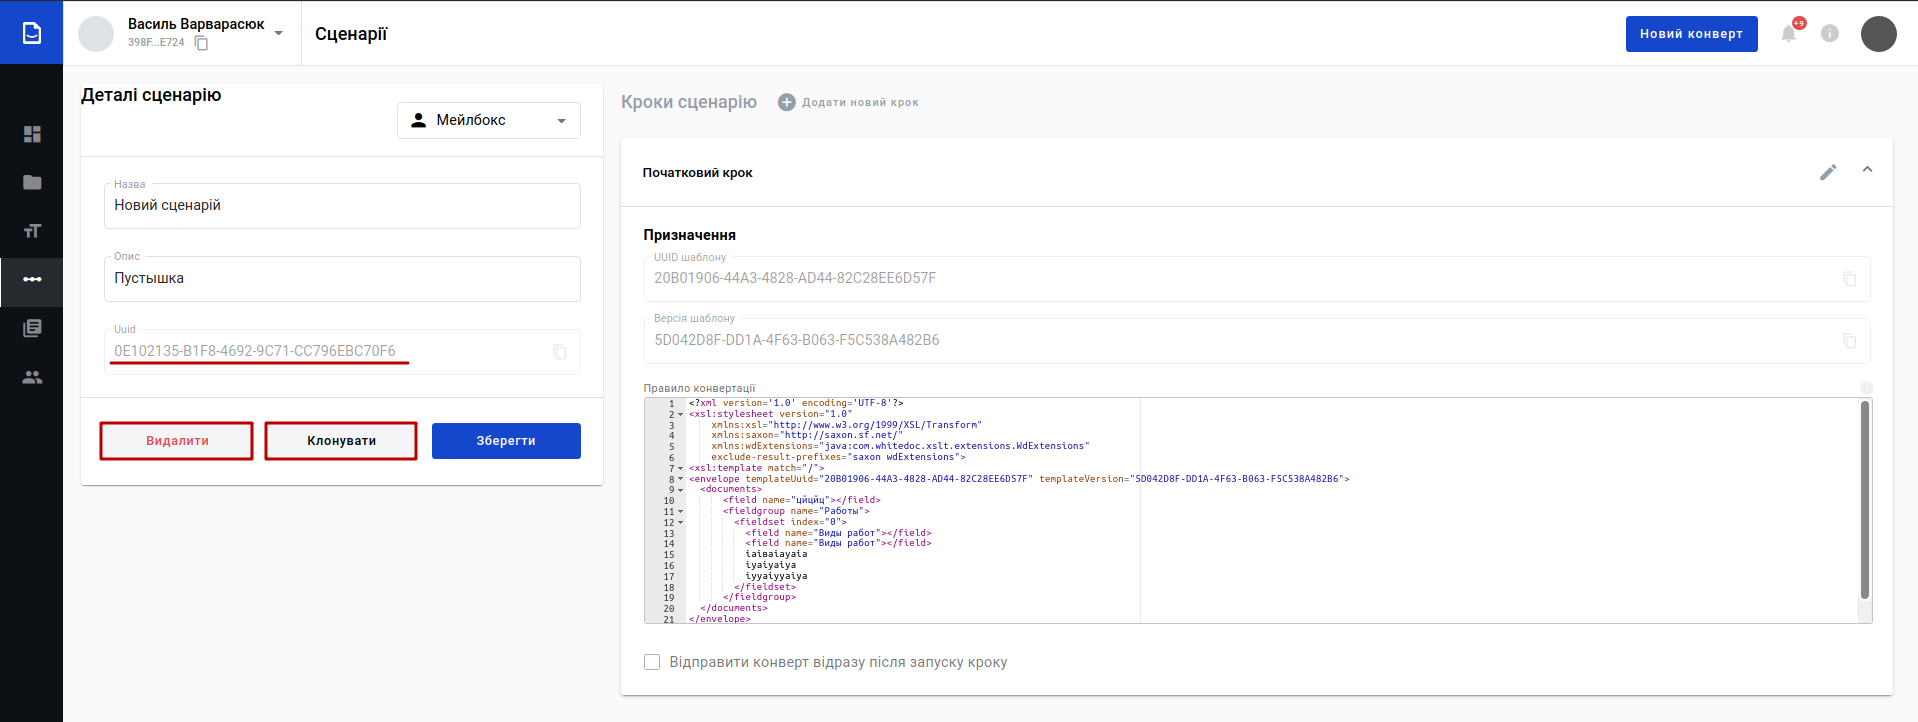 Василь Варварасюк
398F...E724
Сценарії
Новий конверт
+9
Деталі сценарію
Мейлбокс
Назва
Новий сценарій
Опис
Пустышка
Uuid
0E102135-B1F8-4692-9C71-CC796EBC70F6
Видалити
Клонувати
Зберегти
Кроки сценарію
Додати новий крок
Початковий крок
Призначення
UUID шаблону
20B01906-44A3-4828-AD44-82C28EE6D57F
Версія шаблону
5D042D8F-DD1A-4F63-B063-F5C538A482B6
Правило конвертації
1 <?xml version='1.0' encoding='UTF-8'?>
2 <xsl:stylesheet version="1.0"
3 xmlns:xsl="http://www.w3.org/1999/XSL/Transform"
4 xmlns:saxon="http://saxon.sf.net/"
5 xmlns:wdExtensions="java:com.whitedoc.xslt.extensions.WdExtensions"
6 exclude-result-prefixes="saxon wdExtensions">
7 <xsl:template match="/">
8 <envelope templateUuid="20B01906-44A3-4828-AD44-82C28EE6D57F" templateVersion="5D042D8F-DD1A-4F63-B063-F5C538A482B6">
9 <documents>
10 <field name="цйцйц"></field>
11 <fieldgroup name="Работы">
12 <fieldset index="0">
13 <field name="Виды работ"></field>
14 <field name="Виды работ"></field>
15 іаіваіауаіа
16 іуаіуаіуа
17 іууаіууаіуа
18 </fieldset>
19 </fieldgroup>
20 </documents>
21 </envelope>
Відправити конверт відразу після запуску кроку